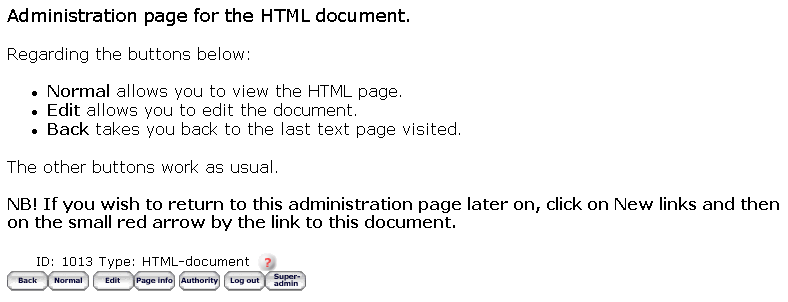 Administration page for the HTML document.
Regarding the buttons below:
• Normal allows you to view the HTML page.
• Edit allows you to edit the document.
• Back takes you back to the last text page visited.
The other buttons work as usual.
NB! If you wish to return to this administration page later on, click on New links and then
on the small red arrow by the link to this document.
ID: 1013 Type: HTML-document ?
Back Normal Edit Page info Authority Log out Super-
admin